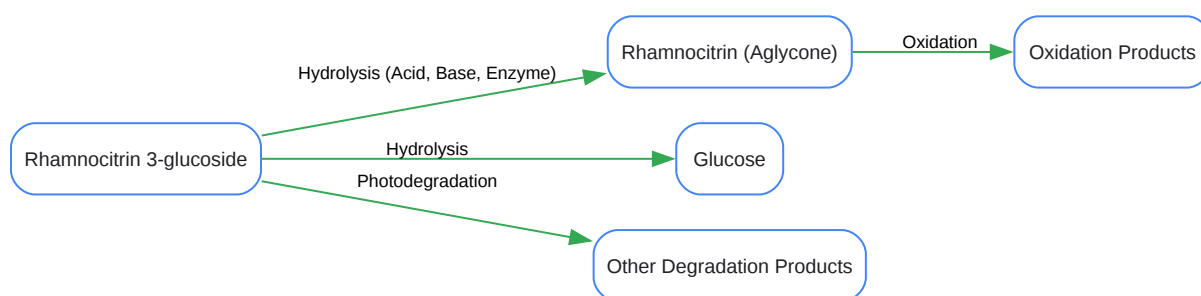 Rhamnocitrin (Aglycone)
Oxidation
Oxidation Products
Hydrolysis (Acid, Base, Enzyme)
Rhamnocitrin 3-glucoside
Hydrolysis
Glucose
Photodegradation
Other Degradation Products